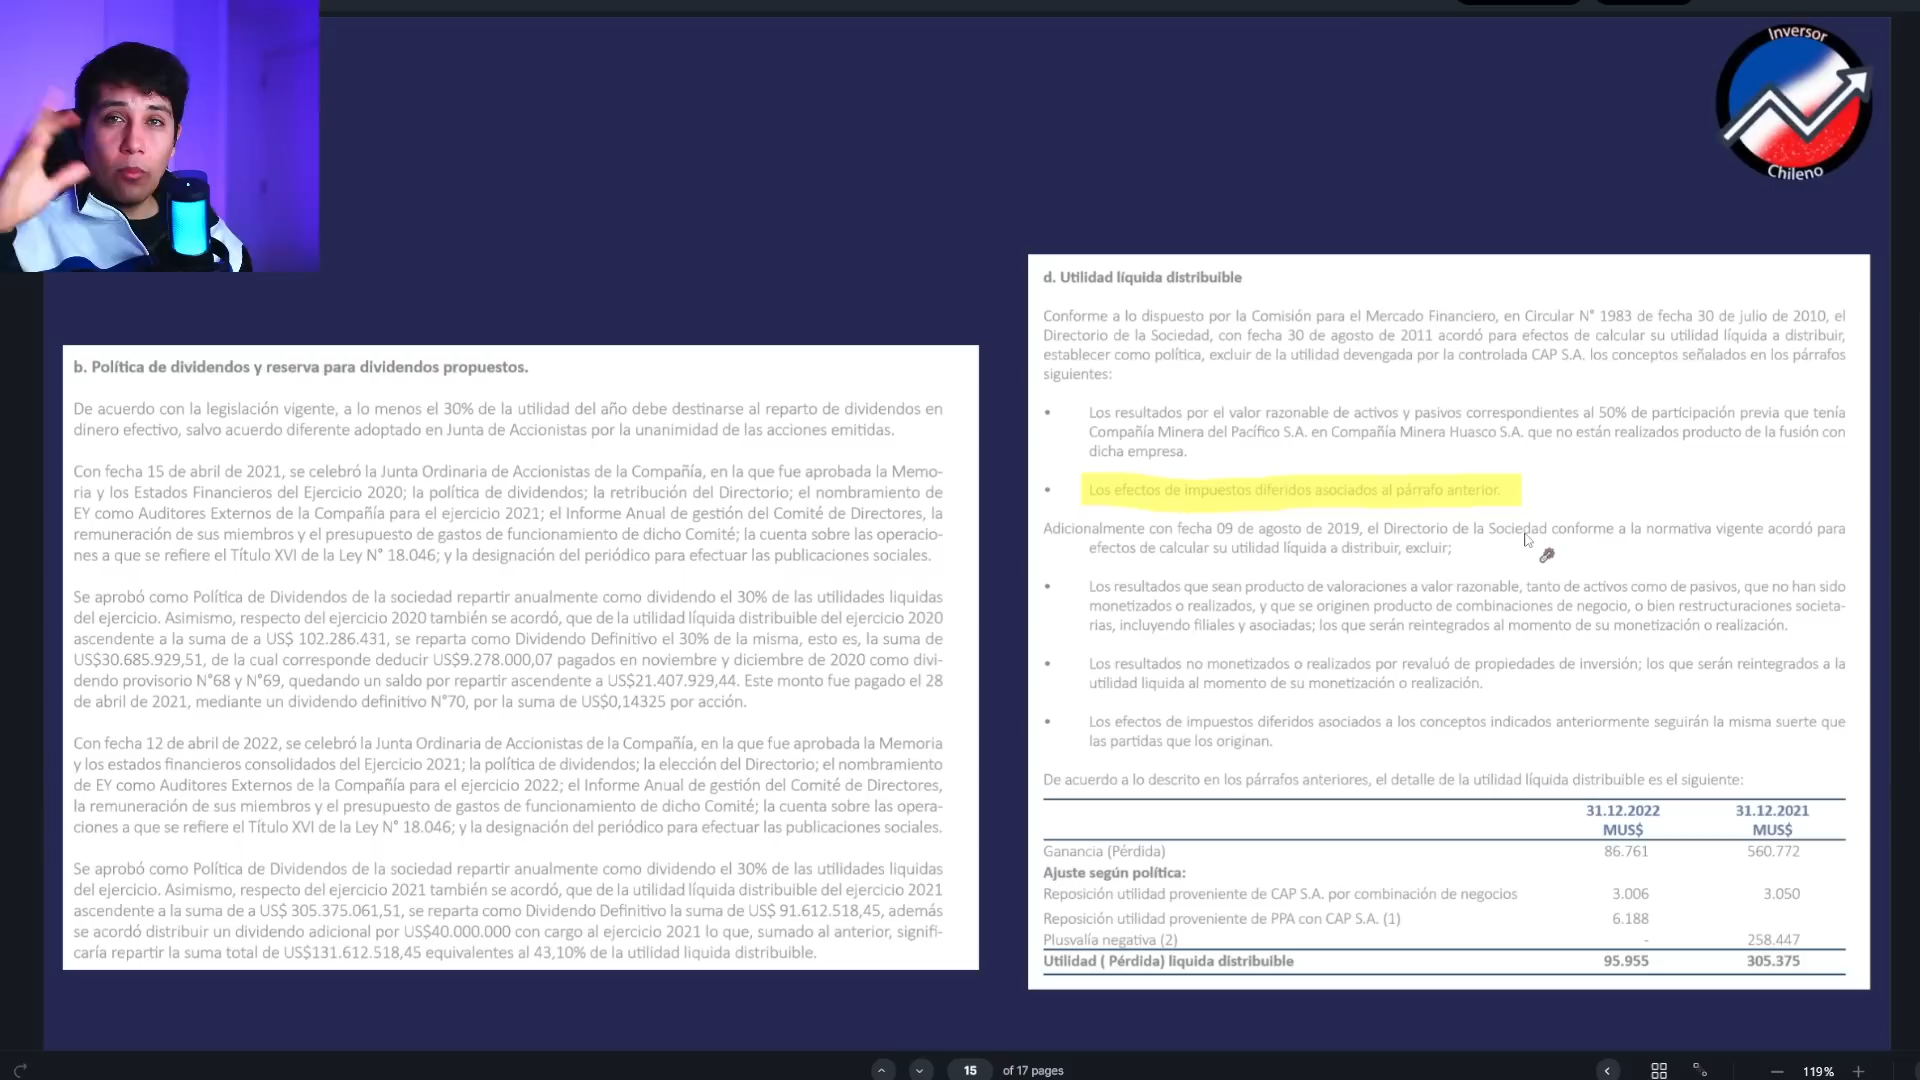 Inversor
Chileno
b. Política de dividendos y reserva para dividendos propuestos.
De acuerdo con la legislación vigente, a lo menos el 30% de la utilidad del año debe destinarse al reparto de dividendos en
dinero efectivo, salvo acuerdo diferente adoptado en Junta de Accionistas por la unanimidad de las acciones emitidas.
Con fecha 15 de abril de 2021, se celebró la Junta Ordinaria de Accionistas de la Compañía, en la que fue aprobada la Memo-
ria y los Estados Financieros del Ejercicio 2020; la política de dividendos; la retribución del Directorio; el nombramiento de
EY como Auditores Externos de la Compañía para el ejercicio 2021; el Informe Anual de gestión del Comité de Directores, la
remuneración de sus miembros y el presupuesto de gastos de funcionamiento de dicho Comité; la cuenta sobre las operacio-
nes a que se refiere el Título XVI de la Ley N° 18.046; y la designación del periódico para efectuar las publicaciones sociales.
Se aprobó como Política de Dividendos de la sociedad repartir anualmente como dividendo el 30% de las utilidades liquidas
del ejercicio. Asimismo, respecto del ejercicio 2020 también se acordó, que de la utilidad líquida distribuible del ejercicio 2020
ascendente a la suma de a US$ 102.286.431, se reparta como Dividendo Definitivo el 30% de la misma, esto es, la suma de
US$30.685.929,51, de la cual corresponde deducir US$9.278.000,07 pagados en noviembre y diciembre de 2020 como divi-
dendo provisorio N°68 y N°69, quedando un saldo por repartir ascendente a US$21.407.929,44. Este monto fue pagado el 28
de abril de 2021, mediante un dividendo definitivo N°70, por la suma de US$0,14325 por acción.
Con fecha 12 de abril de 2022, se celebró la Junta Ordinaria de Accionistas de la Compañía, en la que fue aprobada la Memoria
y los estados financieros consolidados del Ejercicio 2021; la política de dividendos; la elección del Directorio; el nombramiento
de EY como Auditores Externos de la Compañía para el ejercicio 2022; el Informe Anual de gestión del Comité de Directores,
la remuneración de sus miembros y el presupuesto de gastos de funcionamiento de dicho Comité; la cuenta sobre las opera-
ciones a que se refiere el Título XVI de la Ley N° 18.046; y la designación del periódico para efectuar las publicaciones sociales.
Se aprobó como Política de Dividendos de la sociedad repartir anualmente como dividendo el 30% de las utilidades liquidas
del ejercicio. Asimismo, respecto del ejercicio 2021 también se acordó, que de la utilidad líquida distribuible del ejercicio 2021
ascendente a la suma de a US$ 305.375.061,51, se reparta como Dividendo Definitivo la suma de US$ 91.612.518,45, además
se acordó distribuir un dividendo adicional por US$40.000.000 con cargo al ejercicio 2021 lo que, sumado al anterior, signifi-
caría repartir la suma total de US$131.612.518,45 equivalentes al 43,10% de la utilidad liquida distribuible.
d. Utilidad líquida distribuible
Conforme a lo dispuesto por la Comisión para el Mercado Financiero, en Circular N° 1983 de fecha 30 de julio de 2010, el
Directorio de la Sociedad, con fecha 30 de agosto de 2011 acordó para efectos de calcular su utilidad líquida a distribuir,
establecer como política, excluir de la utilidad devengada por la controlada CAP S.A. los conceptos señalados en los párrafos
siguientes:
• Los resultados por el valor razonable de activos y pasivos correspondientes al 50% de participación previa que tenía
Compañía Minera del Pacífico S.A. en Compañía Minera Huasco S.A. que no están realizados producto de la fusión con
dicha empresa.
• Los efectos de impuestos diferidos asociados al párrafo anterior.
Adicionalmente con fecha 09 de agosto de 2019, el Directorio de la Sociedad conforme a la normativa vigente acordó para
efectos de calcular su utilidad líquida a distribuir, excluir;
• Los resultados que sean producto de valoraciones a valor razonable, tanto de activos como de pasivos, que no han sido
monetizados o realizados, y que se originen producto de combinaciones de negocio, o bien restructuraciones societa-
rias, incluyendo filiales y asociadas; los que serán reintegrados al momento de su monetización o realización.
• Los resultados no monetizados o realizados por revaluó de propiedades de inversión; los que serán reintegrados a la
utilidad liquida al momento de su monetización o realización.
• Los efectos de impuestos diferidos asociados a los conceptos indicados anteriormente seguirán la misma suerte que
las partidas que los originan.
De acuerdo a lo descrito en los párrafos anteriores, el detalle de la utilidad líquida distribuible es el siguiente:
31.12.2022 31.12.2021
MUS$ MUS$
Ganancia (Pérdida) 86.761 560.772
Ajuste según política:
Reposición utilidad proveniente de CAP S.A. por combinación de negocios 3.006 3.050
Reposición utilidad proveniente de PPA con CAP S.A. (1) 6.188
Plusvalía negativa (2) - 258.447
Utilidad ( Pérdida) liquida distribuible 95.955 305.375
15 of 17 pages
119%